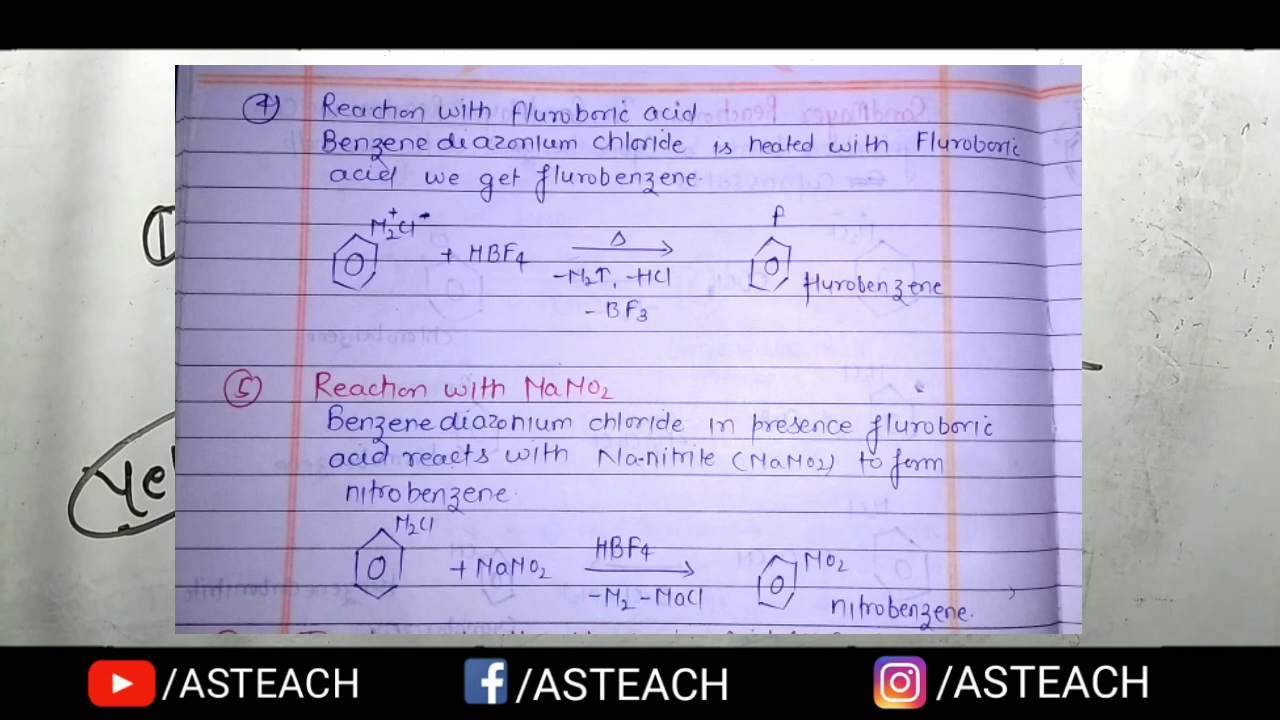 4) Reaction with fluroboric acid
Benzene diazonium chloride is heated with Fluroboric
acid we get flurobenzene.
N₂⁺Cl⁻
+ HBF4
Δ
-N₂↑, -HCl
- BF3
f
flurobenzene
5) Reaction with NaNO2
Benzene diazonium chloride in presence fluroboric
acid reacts with Na-nitrite (NaNO2) to form
nitrobenzene.
N₂Cl
+ NaNO2
HBF4
-N2 -NaCl
NO2
nitrobenzene.
Ye
/ASTEACH
f/ASTEACH
/ASTEACH